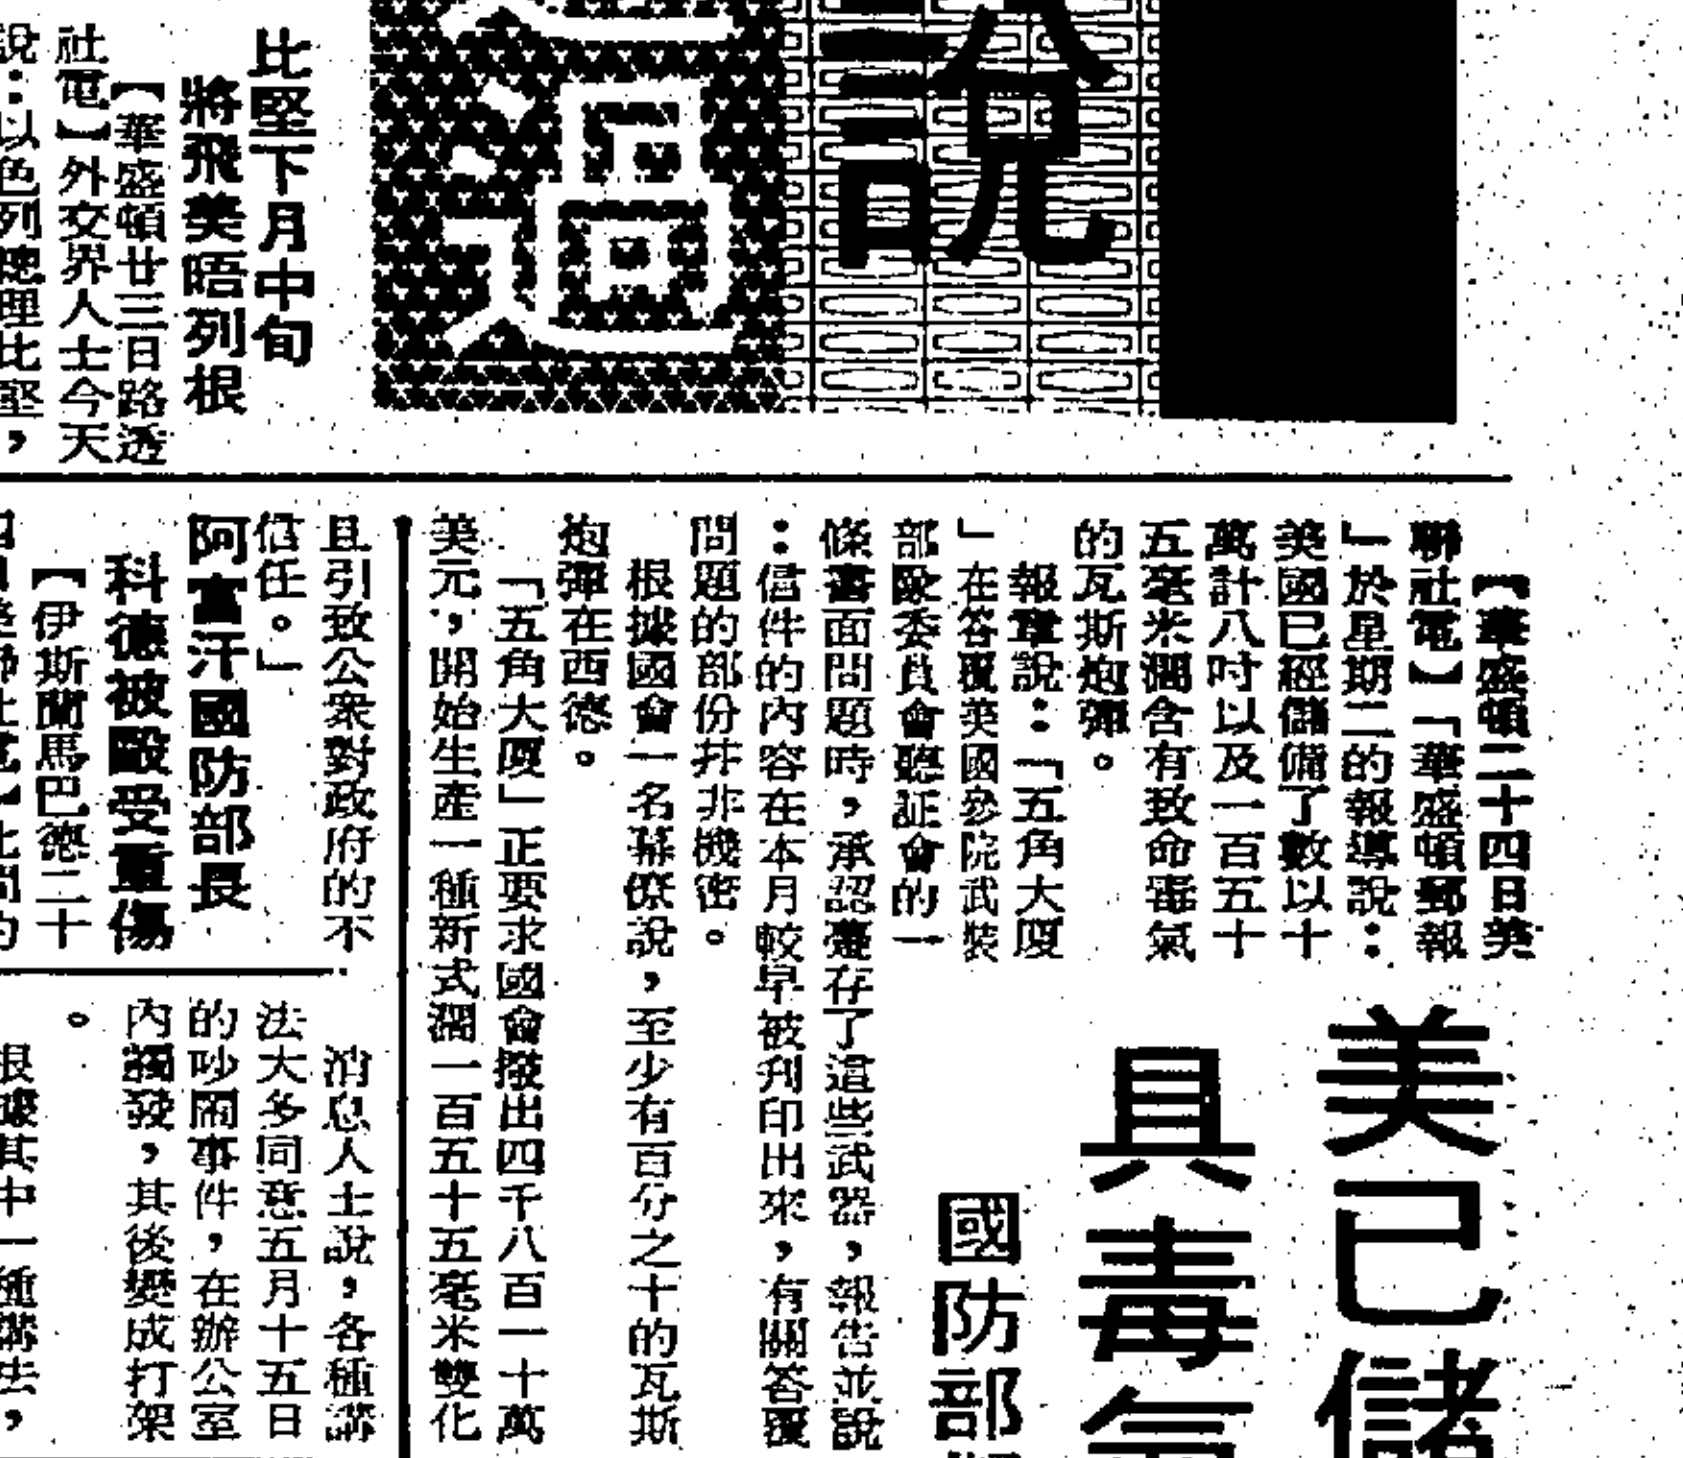 說
過
比堅下月中旬
將飛美晤列根
【華盛頓廿三日路透
社電】外交界人士今天
說：以色列總理比堅，
美已儲
具毒氣
國防部
【華盛頓二十四日美
聯社電】「華盛頓郵報
」於星期二的報導說：
美國已經儲備了數以十
萬計八吋以及一百五十
五毫米濶含有致命毒氣
的瓦斯炮彈。
報章說：「五角大廈
」在答覆美國參院武裝
部隊委員會聽証會的一
條書面問題時，承認薹存了這些武器，報告並說
：信件的內容在本月較早被刋印出來，有關答覆
問題的部份并非機密。
根據國會一名幕僚說，至少有百分之十的瓦斯
炮彈在西德。
「五角大廈」正要求國會撥出四千八百一十萬
美元，開始生產一種新式濶一百五十五毫米雙化
且引致公衆對政府的不
信任。」
阿富汗國防部長
科德被毆受重傷
【伊斯蘭馬巴德二十
消息人士說，各種講
法大多同意五月十五日
的吵閙事件，在辦公室
內觸發，其後變成打架
。
根據其中一種講法，